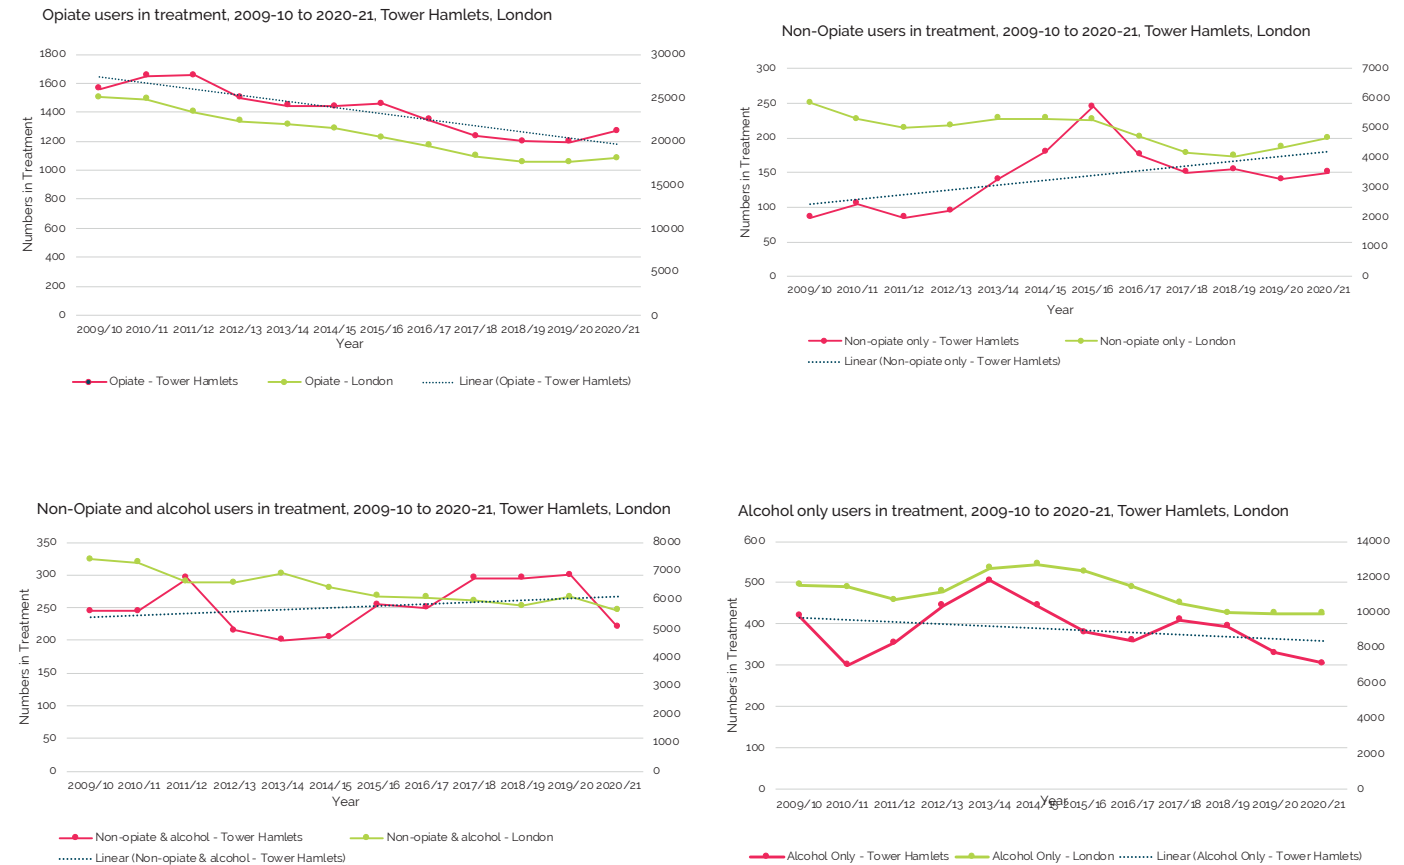 Opiate users in treatment, 2009-10 to 2020-21, Tower Hamlets, London
1800
1600
1400
1200
1000
800
600
400
200
0
30000
25000
20000
15000
10000
5000
0
Numbers in Treatment
2009/10 2010/11 2011/12 2012/13 2013/14 2014/15 2015/16 2016/17 2017/18 2018/19 2019/20 2020/21
Year
Opiate - Tower Hamlets Opiate - London Linear (Opiate - Tower Hamlets)
Non-Opiate users in treatment, 2009-10 to 2020-21, Tower Hamlets, London
300
250
200
150
100
50
0
7000
6000
5000
4000
3000
2000
1000
0
Numbers in Treatment
2009/10 2010/11 2011/12 2012/13 2013/14 2014/15 2015/16 2016/17 2017/18 2018/19 2019/20 2020/21
Year
Non-opiate only - Tower Hamlets Non-opiate only - London
Linear (Non-opiate only - Tower Hamlets)
Non-Opiate and alcohol users in treatment, 2009-10 to 2020-21, Tower Hamlets, London
350
300
250
200
150
100
50
0
8000
7000
6000
5000
4000
3000
2000
1000
0
Numbers in Treatment
2009/10 2010/11 2011/12 2012/13 2013/14 2014/15 2015/16 2016/17 2017/18 2018/19 2019/20 2020/21
Year
Non-opiate & alcohol - Tower Hamlets Non-opiate & alcohol - London
Linear (Non-opiate & alcohol - Tower Hamlets)
Alcohol only users in treatment, 2009-10 to 2020-21, Tower Hamlets, London
600
500
400
300
200
100
0
14000
12000
10000
8000
6000
4000
2000
0
Numbers in Treatment
2009/10 2010/11 2011/12 2012/13 2013/14 2014/15 2015/16 2016/17 2017/18 2018/19 2019/20 2020/21
Year
Alcohol Only - Tower Hamlets Alcohol Only - London Linear (Alcohol Only - Tower Hamlets)